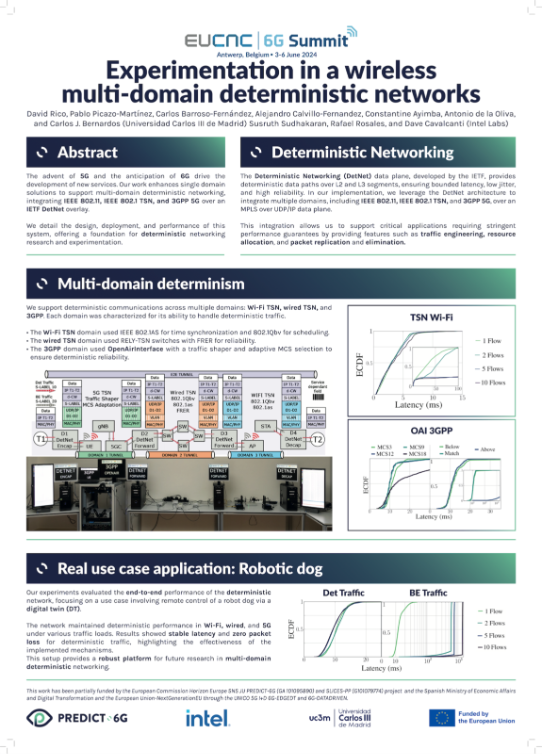 EUCNC | 6G Summit
Antwerp, Belgium • 3-6 June 2024
Experimentation in a wireless
multi-domain deterministic networks
David Rico, Pablo Picazo-Martínez, Carlos Barroso-Fernández, Alejandro Calvillo-Fernandez, Constantine Ayimba, Antonio de la Oliva,
and Carlos J. Bernardos (Universidad Carlos III de Madrid) Susruth Sudhakaran, Rafael Rosales, and Dave Cavalcanti (Intel Labs)
Abstract
The advent of 5G and the anticipation of 6G drive the
development of new services. Our work enhances single domain
solutions to support multi-domain deterministic networking,
integrating IEEE 802.11, IEEE 802.1 TSN, and 3GPP 5G over an
IETF DetNet overlay.
We detail the design, deployment, and performance of this
system, offering a foundation for deterministic networking
research and experimentation.
Deterministic Networking
The Deterministic Networking (DetNet) data plane, developed by the IETF, provides
deterministic data paths over L2 and L3 segments, ensuring bounded latency, low jitter,
and high reliability. In our implementation, we leverage the DetNet architecture to
integrate multiple domains, including IEEE 802.11, IEEE 802.1 TSN, and 3GPP 5G, over an
MPLS over UDP/IP data plane.
This integration allows us to support critical applications requiring stringent
performance guarantees by providing features such as traffic engineering, resource
allocation, and packet replication and elimination.
Multi-domain determinism
We support deterministic communications across multiple domains: Wi-Fi TSN, wired TSN, and
3GPP. Each domain was characterized for its ability to handle deterministic traffic.
• The Wi-Fi TSN domain used IEEE 802.1AS for time synchronization and 802.1Qbv for scheduling.
• The wired TSN domain used RELY-TSN switches with FRER for reliability.
• The 3GPP domain used OpenAirInterface with a traffic shaper and adaptive MCS selection to
ensure deterministic reliability.
5G TSN
Traffic Shaper
MCS Adaptation
Wired TSN
802.1Qbv
802.1as
FRER
WIFI TSN
802.1Qbv
802.1as
gNB
UE
5GC
SW
SW
SW
SW
STA
AP
T1
D1
DetNet
Encap
DetNet
Forward
DetNet
Forward
D4
DetNet
Encap
T2
DOMAIN 1 TUNNEL
DOMAIN 2 TUNNEL
DOMAIN 3 TUNNEL
DETNET
3GPP
DETNET
DETNET
DETNET
TSN Wi-Fi
ECDF
1 Flow
2 Flows
5 Flows
10 Flows
Latency (ms)
OAI 3GPP
MCS5
MCS9
MCS12
MCS18
Below
Match
Above
ECDF
Latency (ms)
Real use case application: Robotic dog
Our experiments evaluated the end-to-end performance of the deterministic
network, focusing on a use case involving remote control of a robot dog via a
digital twin (DT).
The network maintained deterministic performance in Wi-Fi, wired, and 5G
under various traffic loads. Results showed stable latency and zero packet
loss for deterministic traffic, highlighting the effectiveness of the
implemented mechanisms.
This setup provides a robust platform for future research in multi-domain
deterministic networking.
Det Traffic
BE Traffic
ECDF
1 Flow
2 Flows
5 Flows
10 Flows
Latency (ms)
This work has been partially funded by the European Commission Horizon Europe SNS JU PREDICT-6G (GA 101095890) and SLICES-PP (101079774) project and the Spanish Ministry of Economic Affairs
and Digital Transformation and the European Union-NextGenerationEU through the UNICO 5G I+D 6G-EDGEDT and 6G-DATADRIVEN.
PREDICT-6G
intel.
uc3m
Universidad
Carlos III
de Madrid
Funded by
the European Union